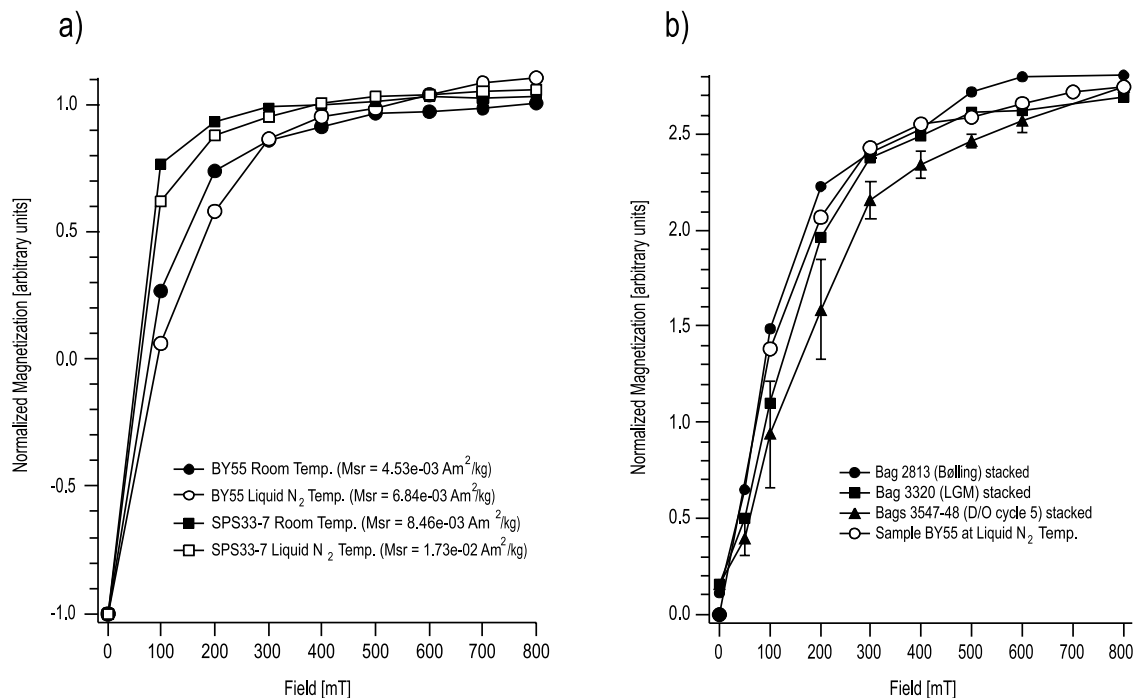 a)
Normalized Magnetization [arbitrary units]
1.0
0.5
0.0
-0.5
-1.0
BY55 Room Temp. (Msr = 4.53e-03 Am²/kg)
BY55 Liquid N₂ Temp. (Msr = 6.84e-03 Am²/kg)
SPS33-7 Room Temp. (Msr = 8.46e-03 Am²/kg)
SPS33-7 Liquid N₂ Temp. (Msr = 1.73e-02 Am²/kg)
0 100 200 300 400 500 600 700 800
Field [mT]
b)
Normalized Magnetization [arbitrary units]
2.5
2.0
1.5
1.0
0.5
0.0
Bag 2813 (Bølling) stacked
Bag 3320 (LGM) stacked
Bags 3547-48 (D/O cycle 5) stacked
Sample BY55 at Liquid N₂ Temp.
0 100 200 300 400 500 600 700 800
Field [mT]